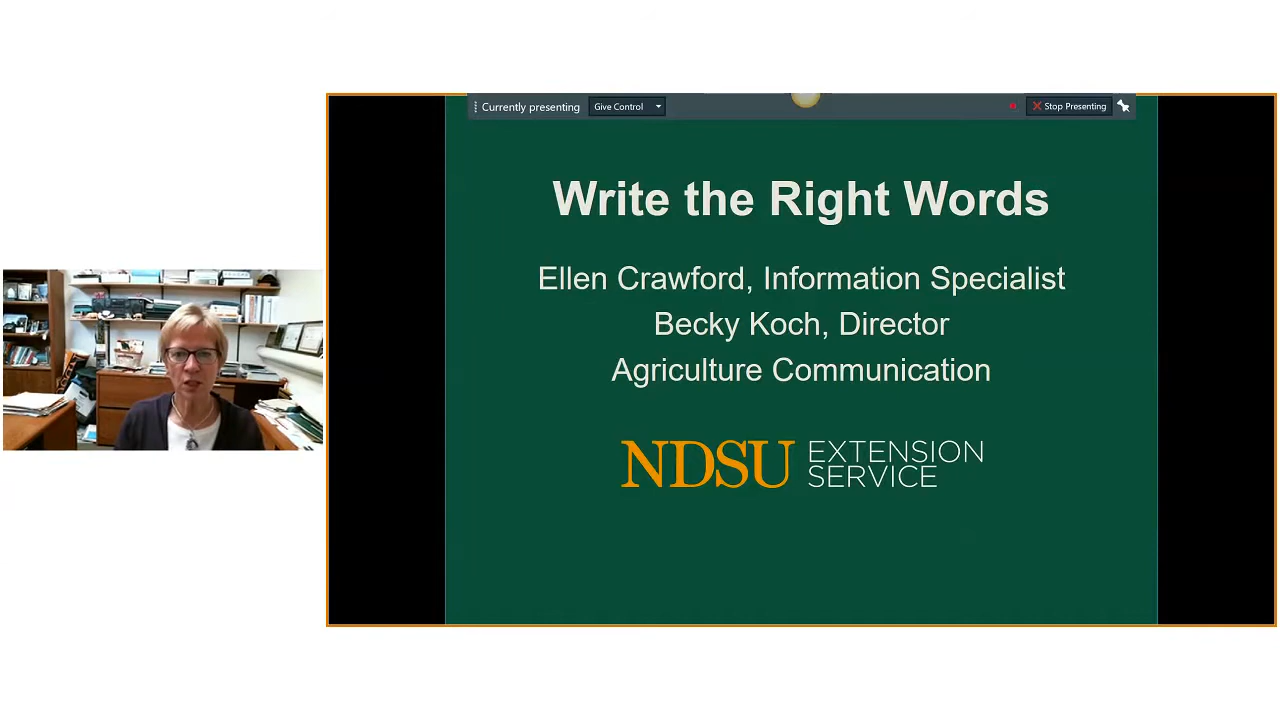 Currently presenting
Give Control
Stop Presenting
Write the Right Words
Ellen Crawford, Information Specialist
Becky Koch, Director
Agriculture Communication
NDSU EXTENSION
SERVICE